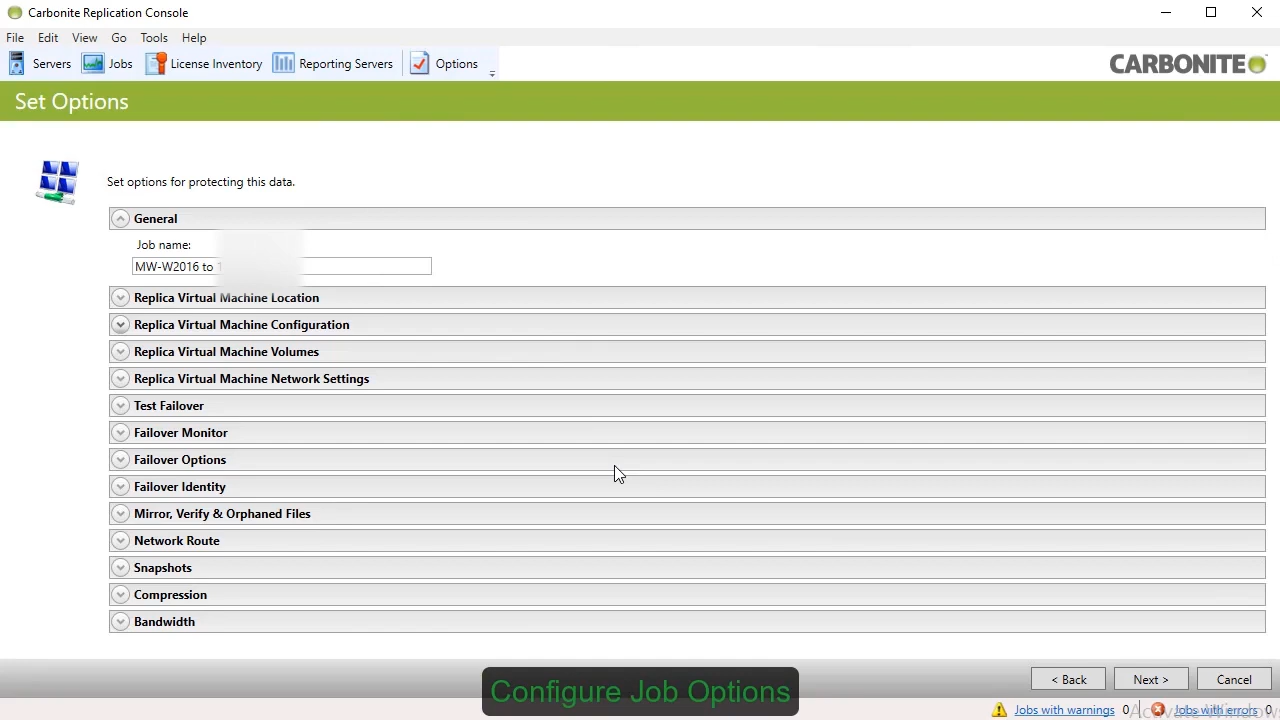 Carbonite Replication Console
File Edit View Go Tools Help
Servers Jobs License Inventory Reporting Servers Options
CARBONITE
Set Options
Set options for protecting this data.
General
Job name:
MW-W2016 to
Replica Virtual Machine Location
Replica Virtual Machine Configuration
Replica Virtual Machine Volumes
Replica Virtual Machine Network Settings
Test Failover
Failover Monitor
Failover Options
Failover Identity
Mirror, Verify & Orphaned Files
Network Route
Snapshots
Compression
Bandwidth
< Back Next > Cancel
Configure Job Options
Jobs with warnings 0 Jobs with errors 0
Activate Windows